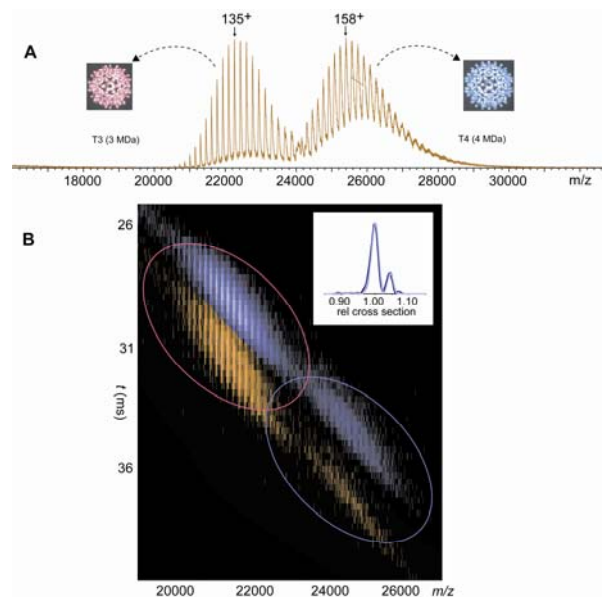 135+ 158+
A
T3 (3 MDa) T4 (4 MDa)
18000 20000 22000 24000 26000 28000 30000 m/z
B
26
31
36
t (ms)
0.90 1.00 1.10
rel cross section
20000 22000 24000 26000 m/z